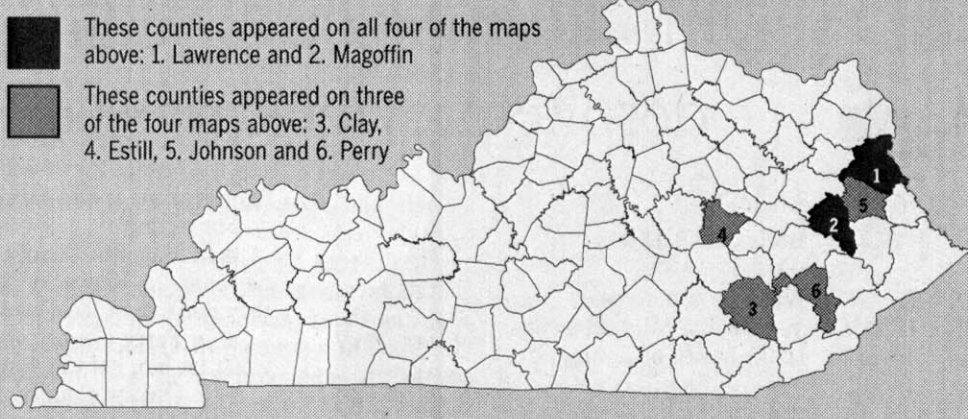 These counties appeared on all four of the maps
above: 1. Lawrence and 2. Magoffin
These counties appeared on three
of the four maps above: 3. Clay,
4. Estill, 5. Johnson and 6. Perry
1
5
2
4
6
3